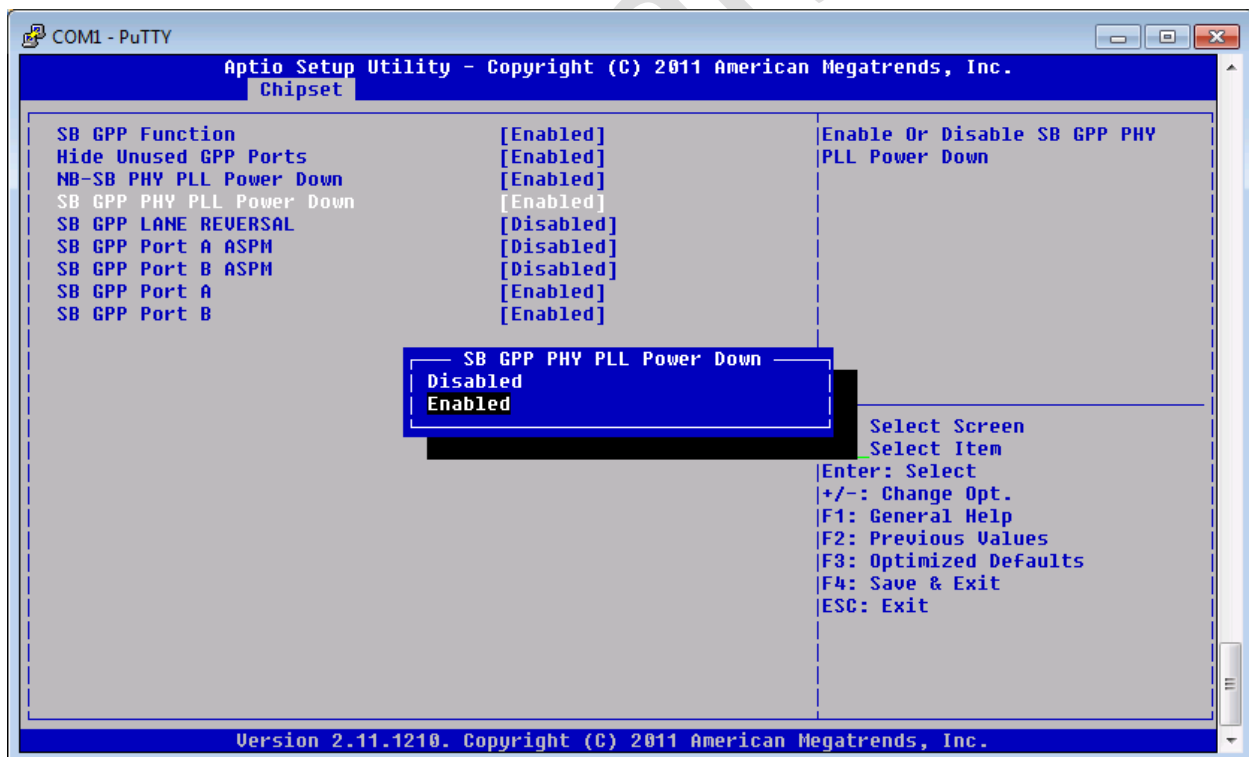 COM1 - PuTTY
Aptio Setup Utility - Copyright (C) 2011 American Megatrends, Inc.
Chipset
SB GPP Function [Enabled]
Hide Unused GPP Ports [Enabled]
NB-SB PHY PLL Power Down [Enabled]
SB GPP PHY PLL Power Down [Enabled]
SB GPP LANE REVERSAL [Disabled]
SB GPP Port A ASPM [Disabled]
SB GPP Port B ASPM [Disabled]
SB GPP Port A [Enabled]
SB GPP Port B [Enabled]
Enable Or Disable SB GPP PHY
PLL Power Down
SB GPP PHY PLL Power Down
Disabled
Enabled
Select Screen
Select Item
Enter: Select
+/-: Change Opt.
F1: General Help
F2: Previous Values
F3: Optimized Defaults
F4: Save & Exit
ESC: Exit
Version 2.11.1210. Copyright (C) 2011 American Megatrends, Inc.